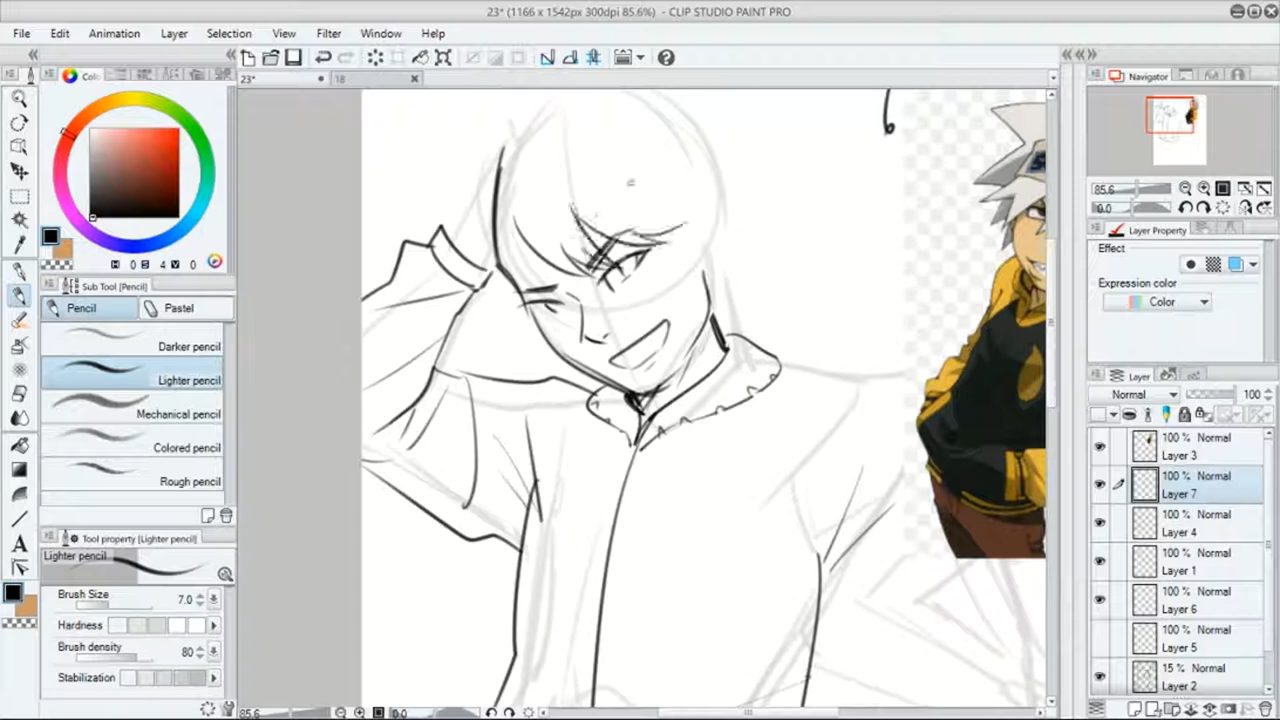 23* (1166 x 1542px 300dpi 85.6%) - CLIP STUDIO PAINT PRO
File Edit Animation Layer Selection View Filter Window Help
23*
18
Sub Tool [Pencil]
H 0 S 4 V 0
Pencil
Pastel
Darker pencil
Lighter pencil
Mechanical pencil
Colored pencil
Rough pencil
Tool property [Lighter pencil]
Lighter pencil
Brush Size 7.0
Hardness
Brush density 80
Stabilization
85.6 0.0
Navigator
85.6
0.0
Layer Property
Effect
Expression color
Color
Layer
Normal 100
100 % Normal
Layer 3
100 % Normal
Layer 7
100 % Normal
Layer 4
100 % Normal
Layer 1
100 % Normal
Layer 6
100 % Normal
Layer 5
15 % Normal
Layer 2